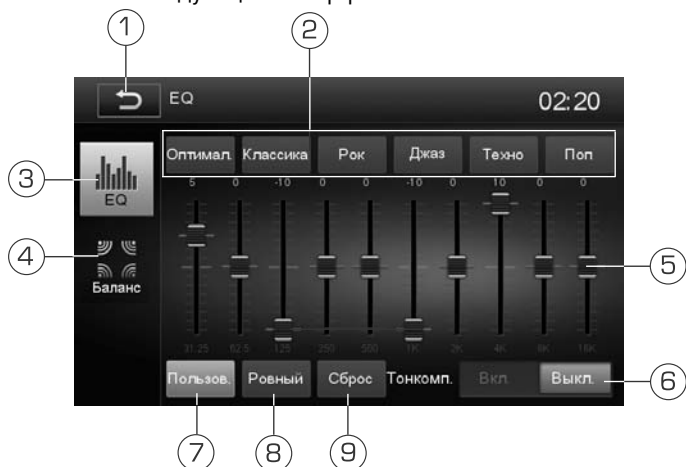 1
2
EQ 02:20
Оптимал. Классика Рок Джаз Техно Поп
5 0 -10 0 0 -10 0 10 0 0
3
EQ
4
Баланс
5
31.25 62.5 125 250 500 1K 2K 4K 8K 16K
Пользов. Ровный Сброс Тонкомп. Вкл. Выкл.
6
7
8
9